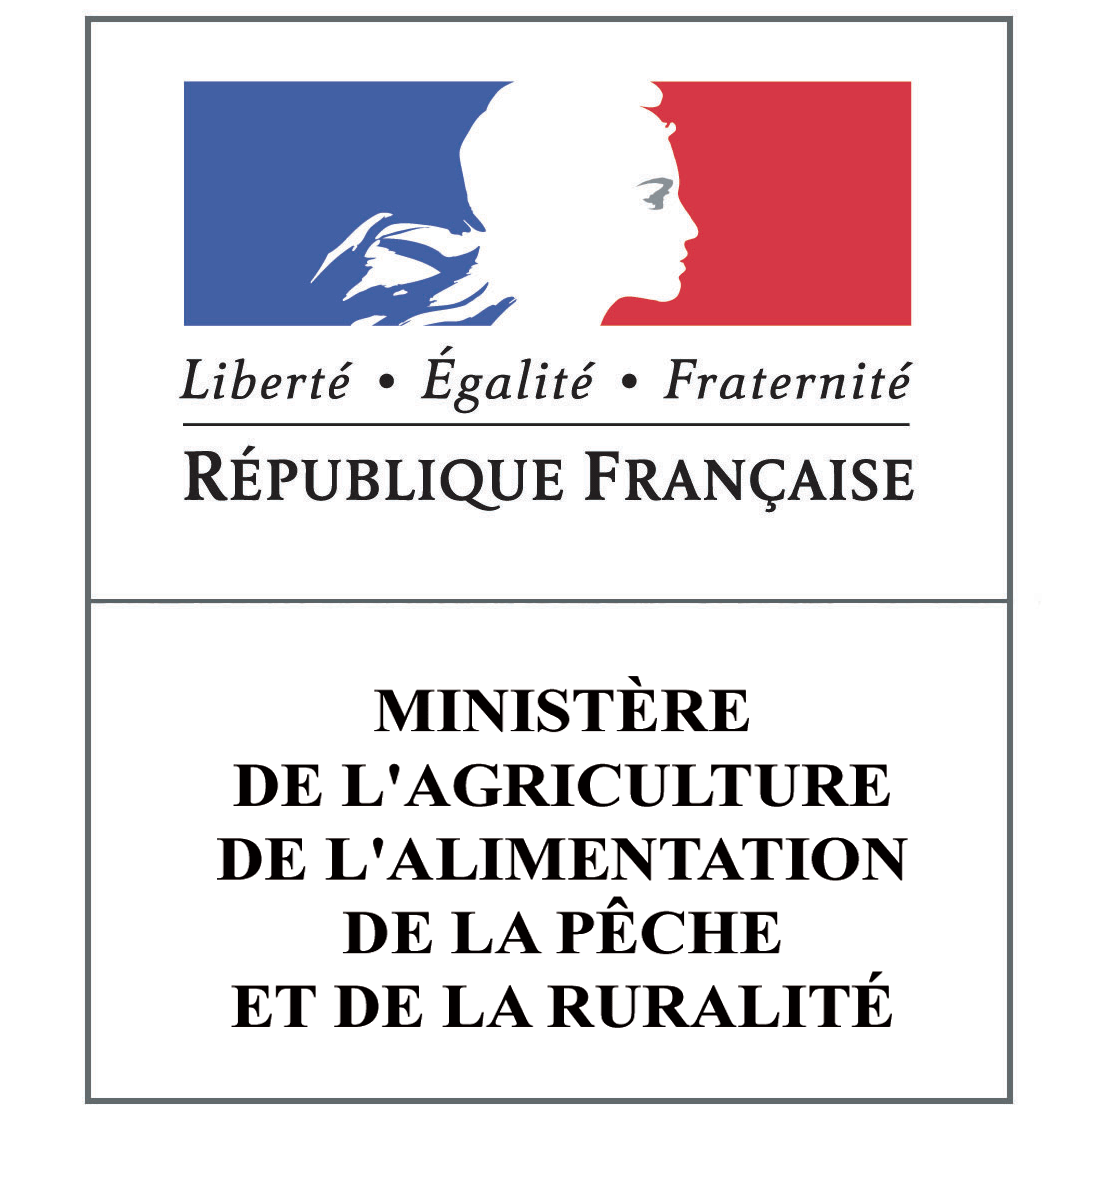 Liberté • Égalité • Fraternité
RÉPUBLIQUE FRANÇAISE
MINISTÈRE
DE L'AGRICULTURE
DE L'ALIMENTATION
DE LA PÊCHE
ET DE LA RURALITÉ